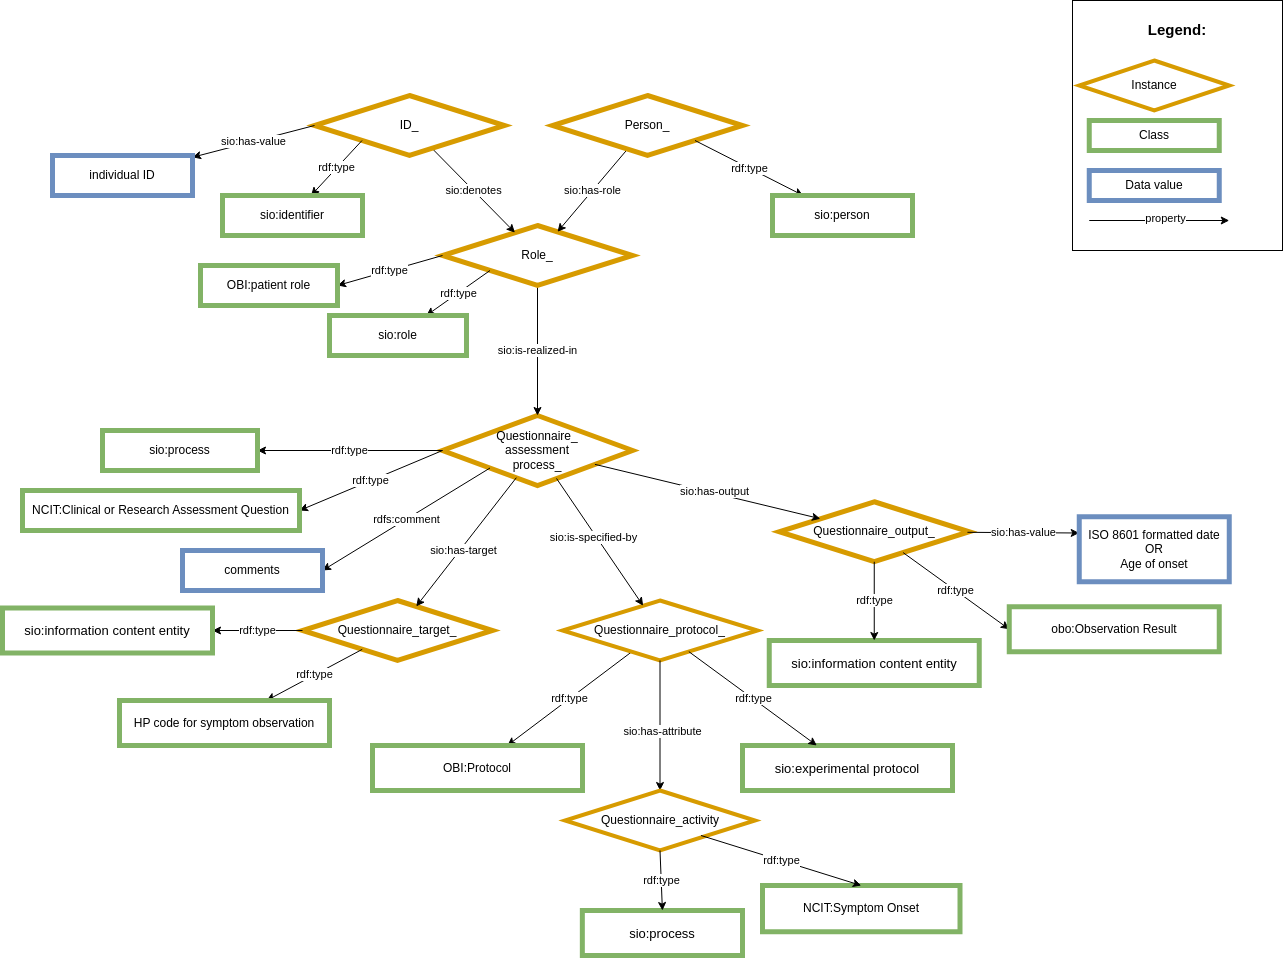 Legend:
Instance
Class
Data value
property
ID_
Person_
sio:has-value
rdf:type
rdf:type
individual ID
sio:denotes
sio:has-role
sio:identifier
sio:person
Role_
rdf:type
OBI:patient role
rdf:type
sio:role
sio:is-realized-in
Questionnaire_
assessment
process_
sio:process
rdf:type
rdf:type
NCIT:Clinical or Research Assessment Question
sio:has-output
rdfs:comment
sio:has-target
sio:is-specified-by
comments
Questionnaire_output_
sio:has-value
ISO 8601 formatted date
OR
Age of onset
rdf:type
rdf:type
sio:information content entity
rdf:type
Questionnaire_target_
Questionnaire_protocol_
obo:Observation Result
sio:information content entity
rdf:type
HP code for symptom observation
rdf:type
rdf:type
sio:has-attribute
OBI:Protocol
sio:experimental protocol
Questionnaire_activity
rdf:type
rdf:type
NCIT:Symptom Onset
sio:process